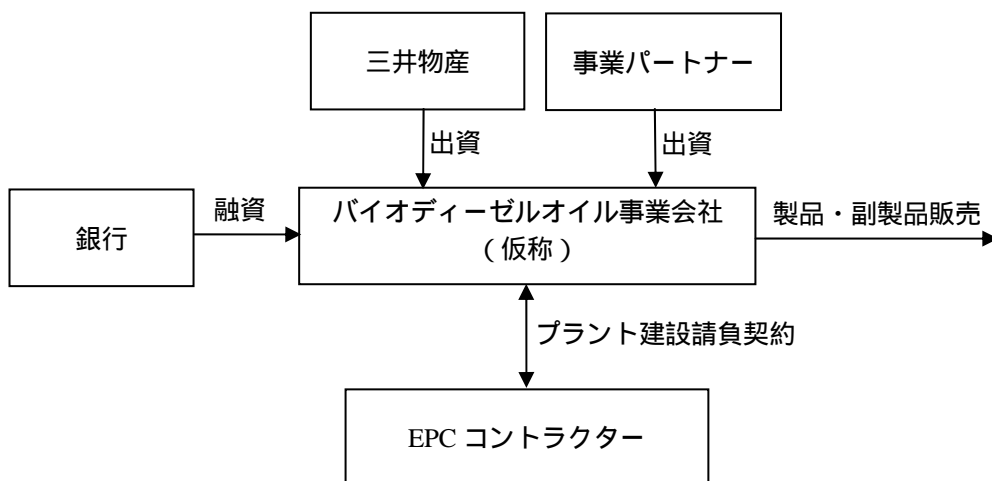 三井物産
事業パートナー
出資
出資
銀行
融資
バイオディーゼルオイル事業会社
(仮称)
製品・副製品販売
プラント建設請負契約
EPC コントラクター